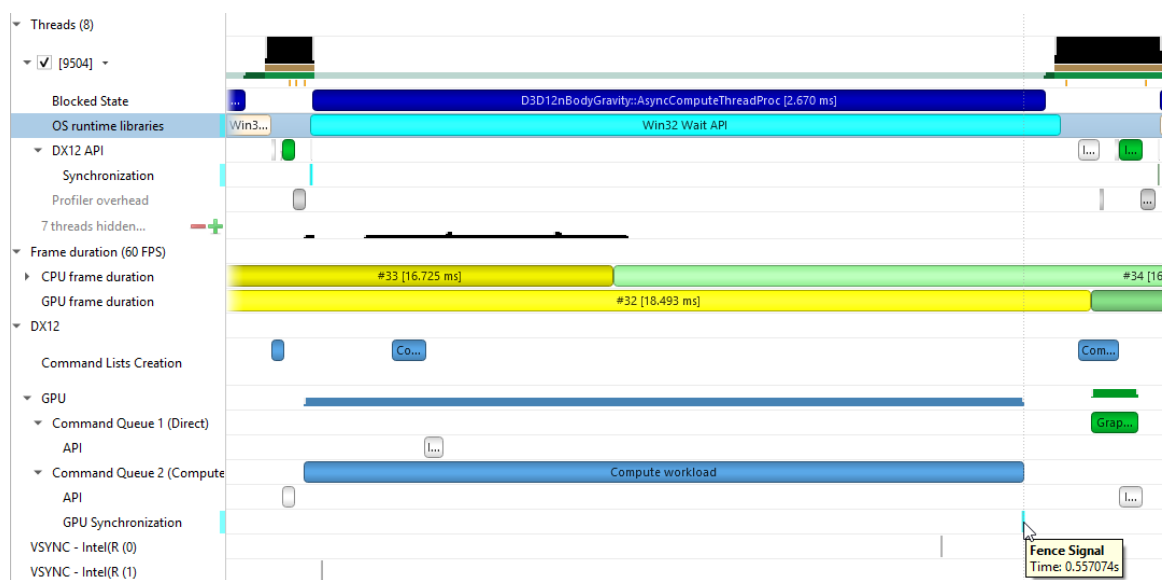 Threads (8)
[9504]
Blocked State
...
D3D12nBodyGravity::AsyncComputeThreadProc [2.670 ms]
OS runtime libraries
Win3...
Win32 Wait API
DX12 API
I...
I...
Synchronization
Profiler overhead
...
7 threads hidden...
Frame duration (60 FPS)
CPU frame duration
#33 [16.725 ms]
#34 [16
GPU frame duration
#32 [18.493 ms]
DX12
Command Lists Creation
Co...
Com...
GPU
Command Queue 1 (Direct)
Grap...
API
I...
Command Queue 2 (Compute
Compute workload
API
I...
GPU Synchronization
VSYNC - Intel(R (0)
Fence Signal
Time: 0.557074s
VSYNC - Intel(R (1)